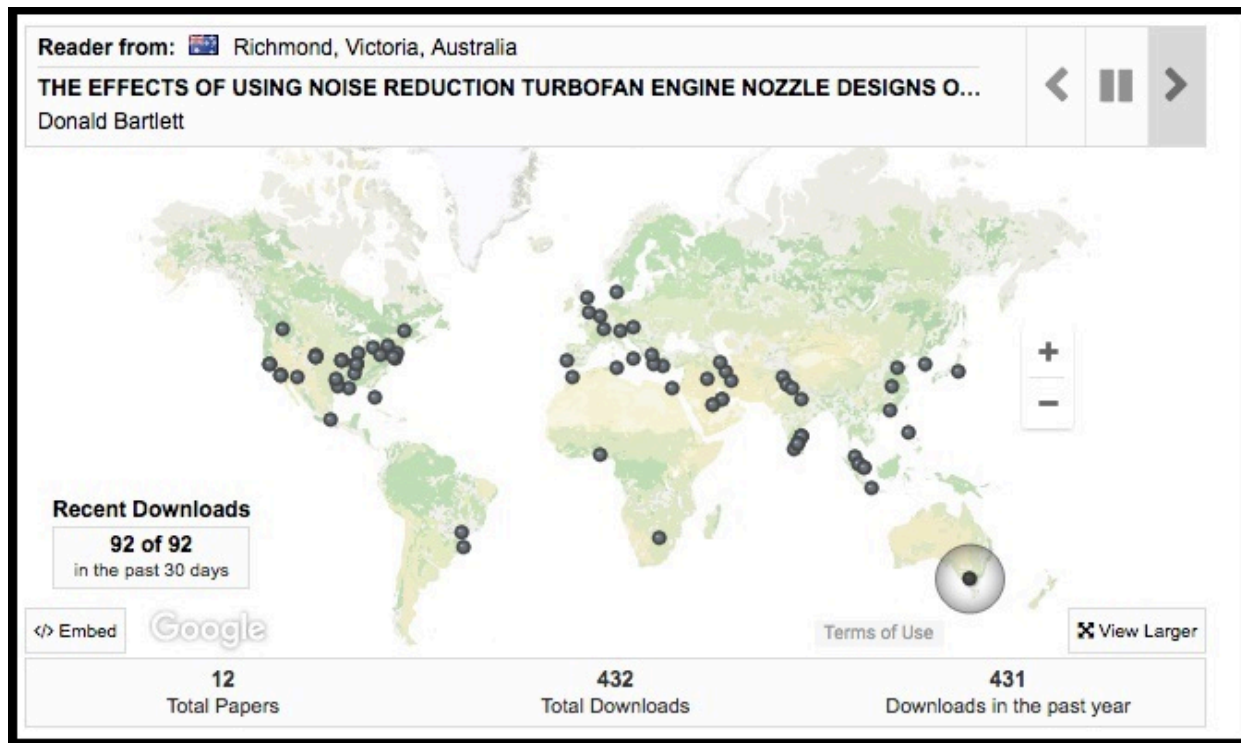 Reader from: Richmond, Victoria, Australia
THE EFFECTS OF USING NOISE REDUCTION TURBOFAN ENGINE NOZZLE DESIGNS O...
Donald Bartlett
+
−
Recent Downloads
92 of 92
in the past 30 days
</> Embed
Google
Terms of Use
View Larger
12
Total Papers
432
Total Downloads
431
Downloads in the past year